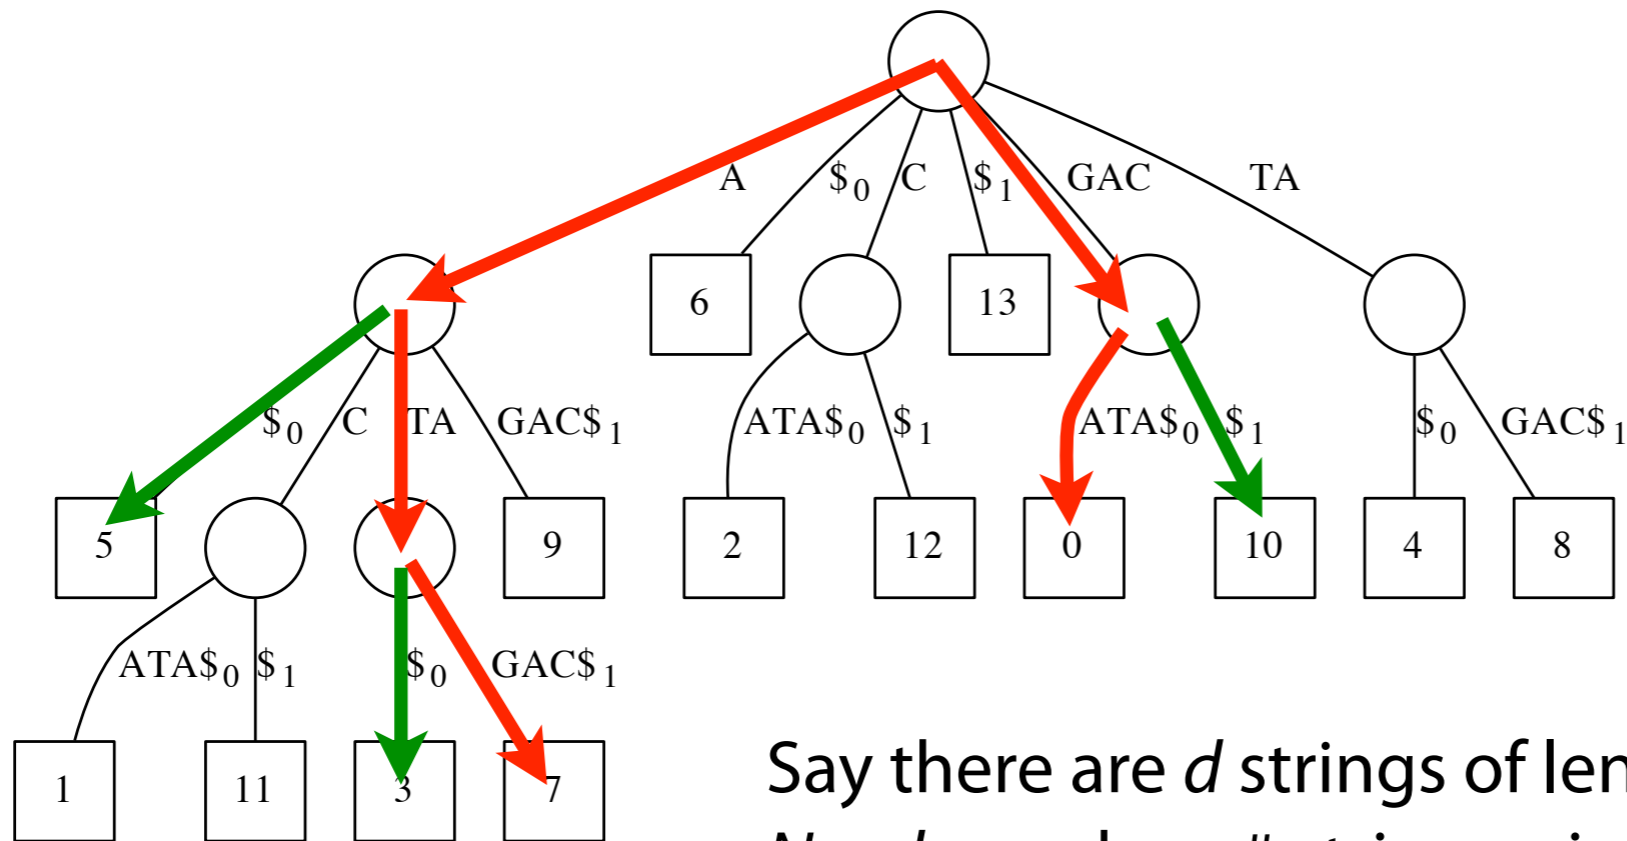 A $0 C $1 GAC TA
6 13
$0 C TA GAC$1 ATA$0 $1 ATA$0 $1 $0 GAC$1
5 9 2 12 0 10 4 8
ATA$0 $1 $0 GAC$1
1 11 3 7
Say there are d strings of len